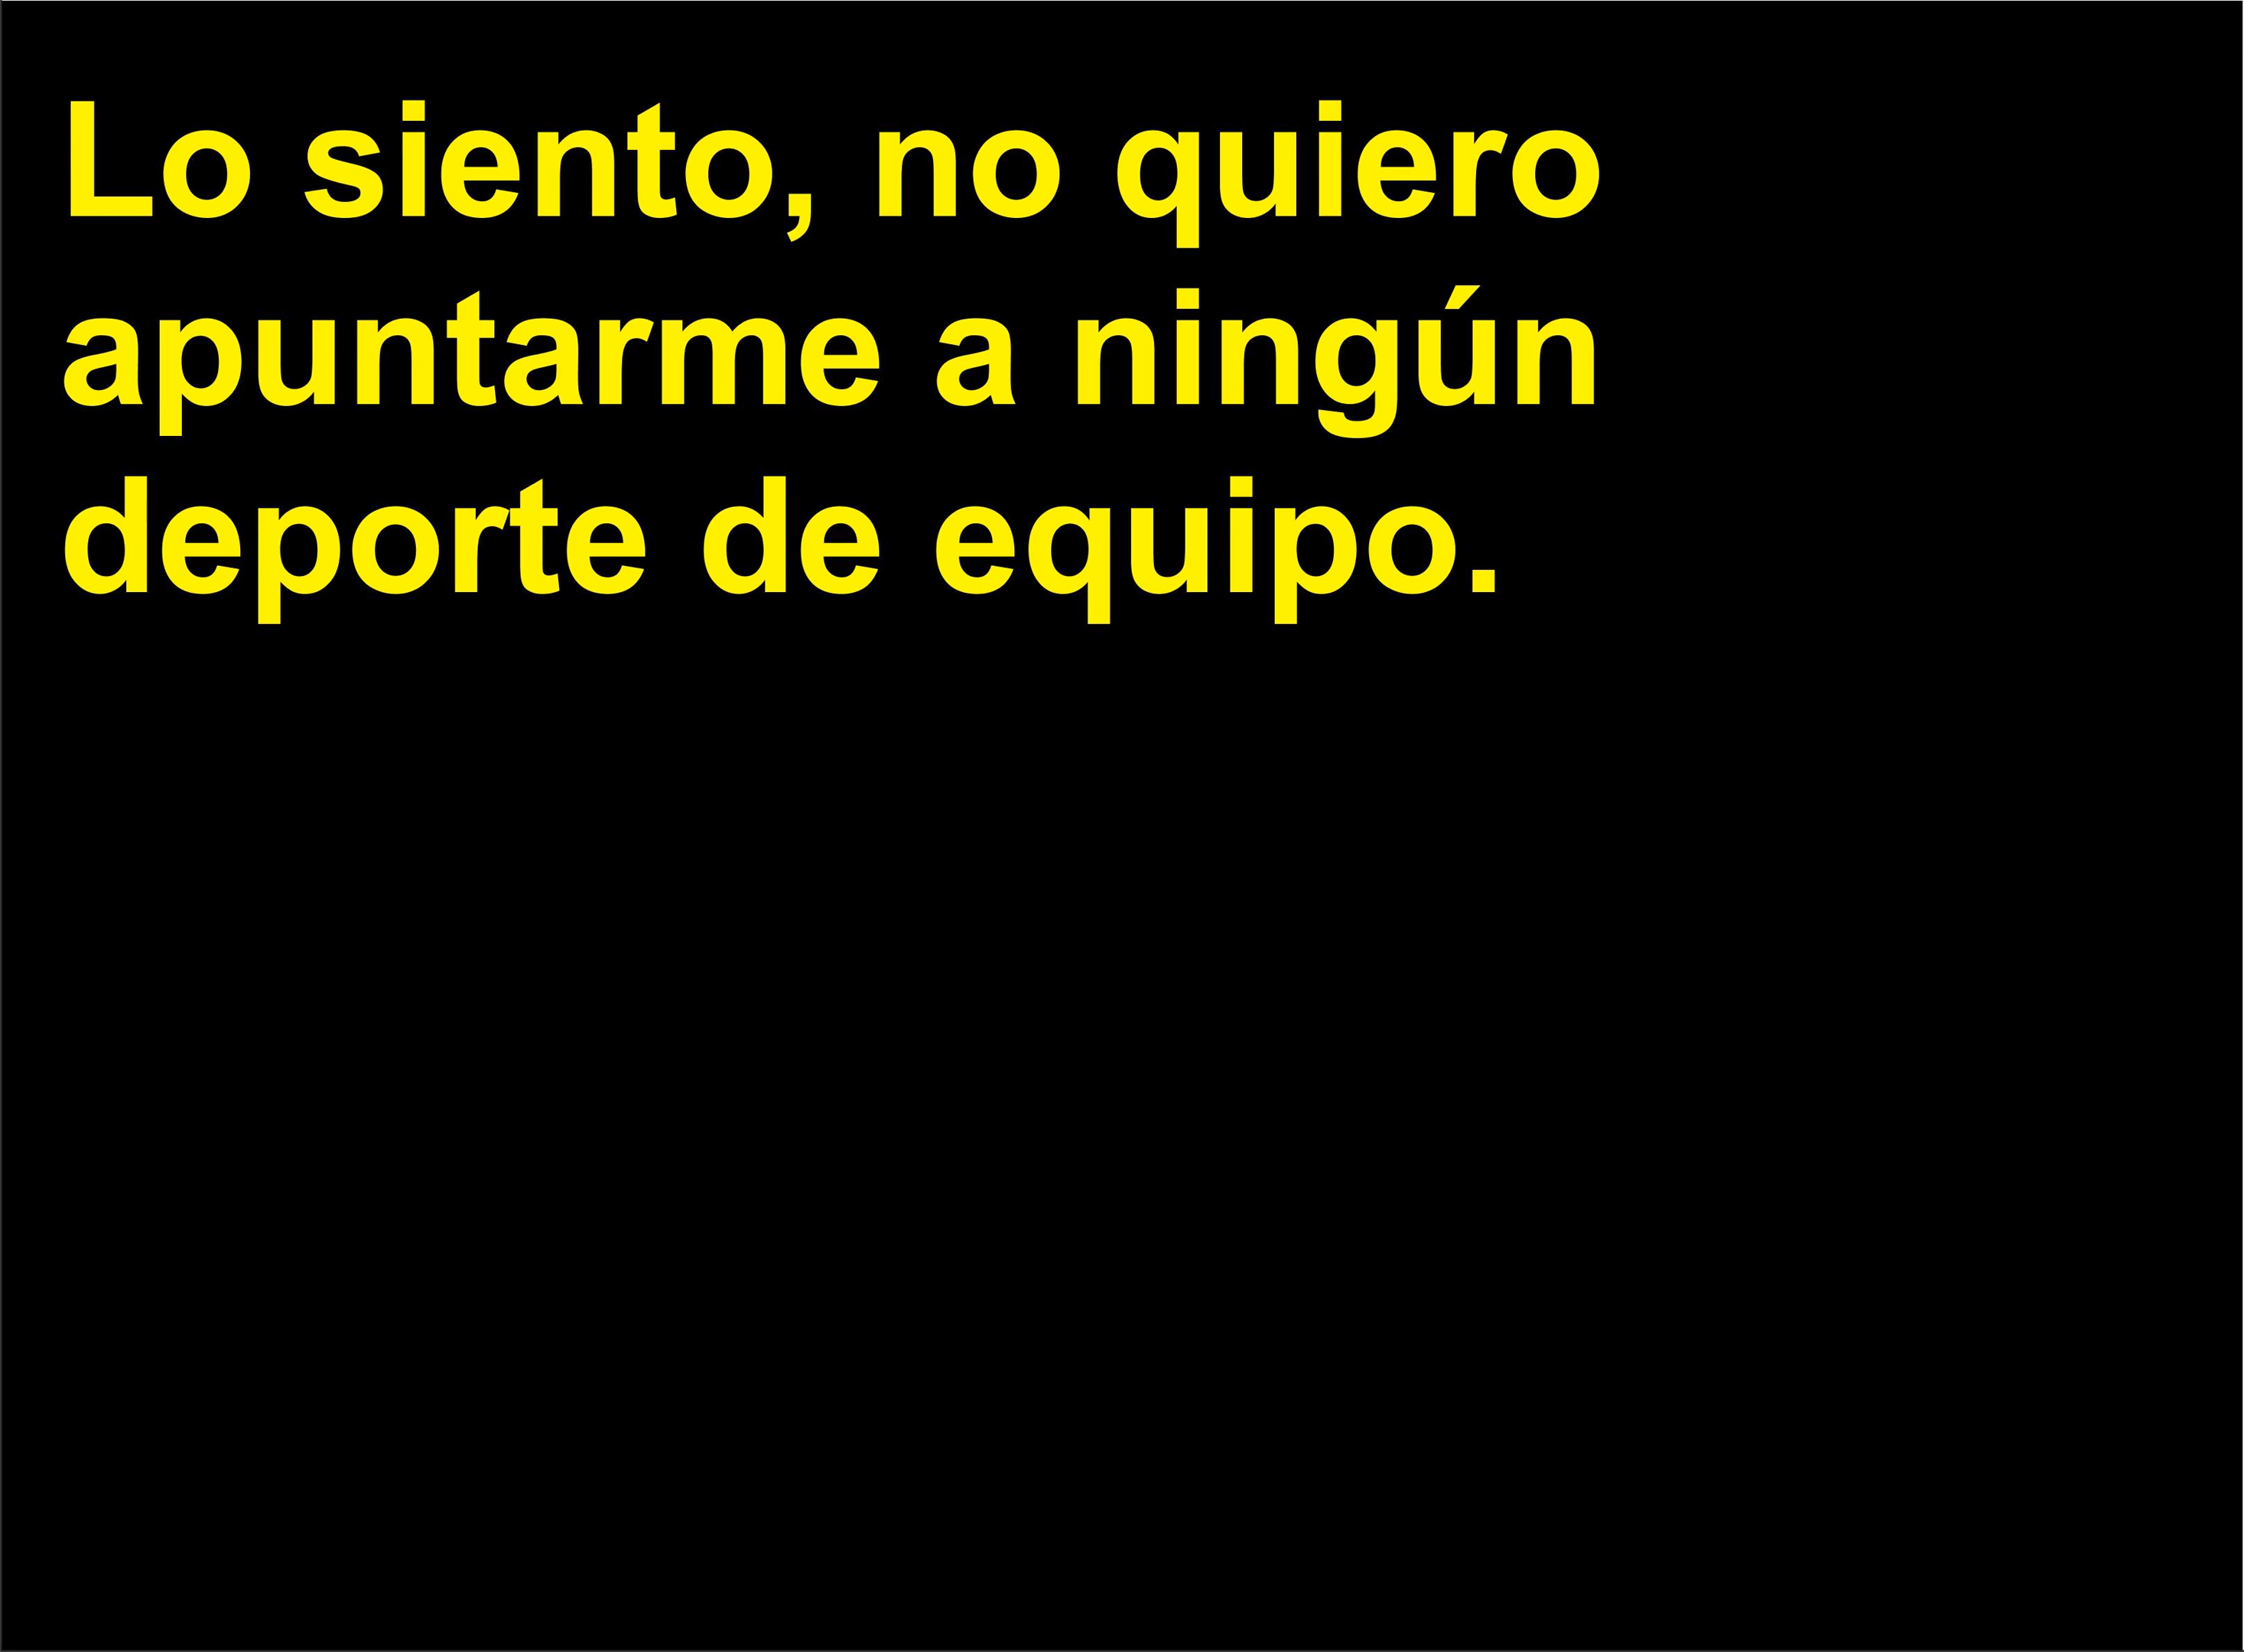 Lo siento, no quiero
apuntarme a ningún
deporte de equipo.